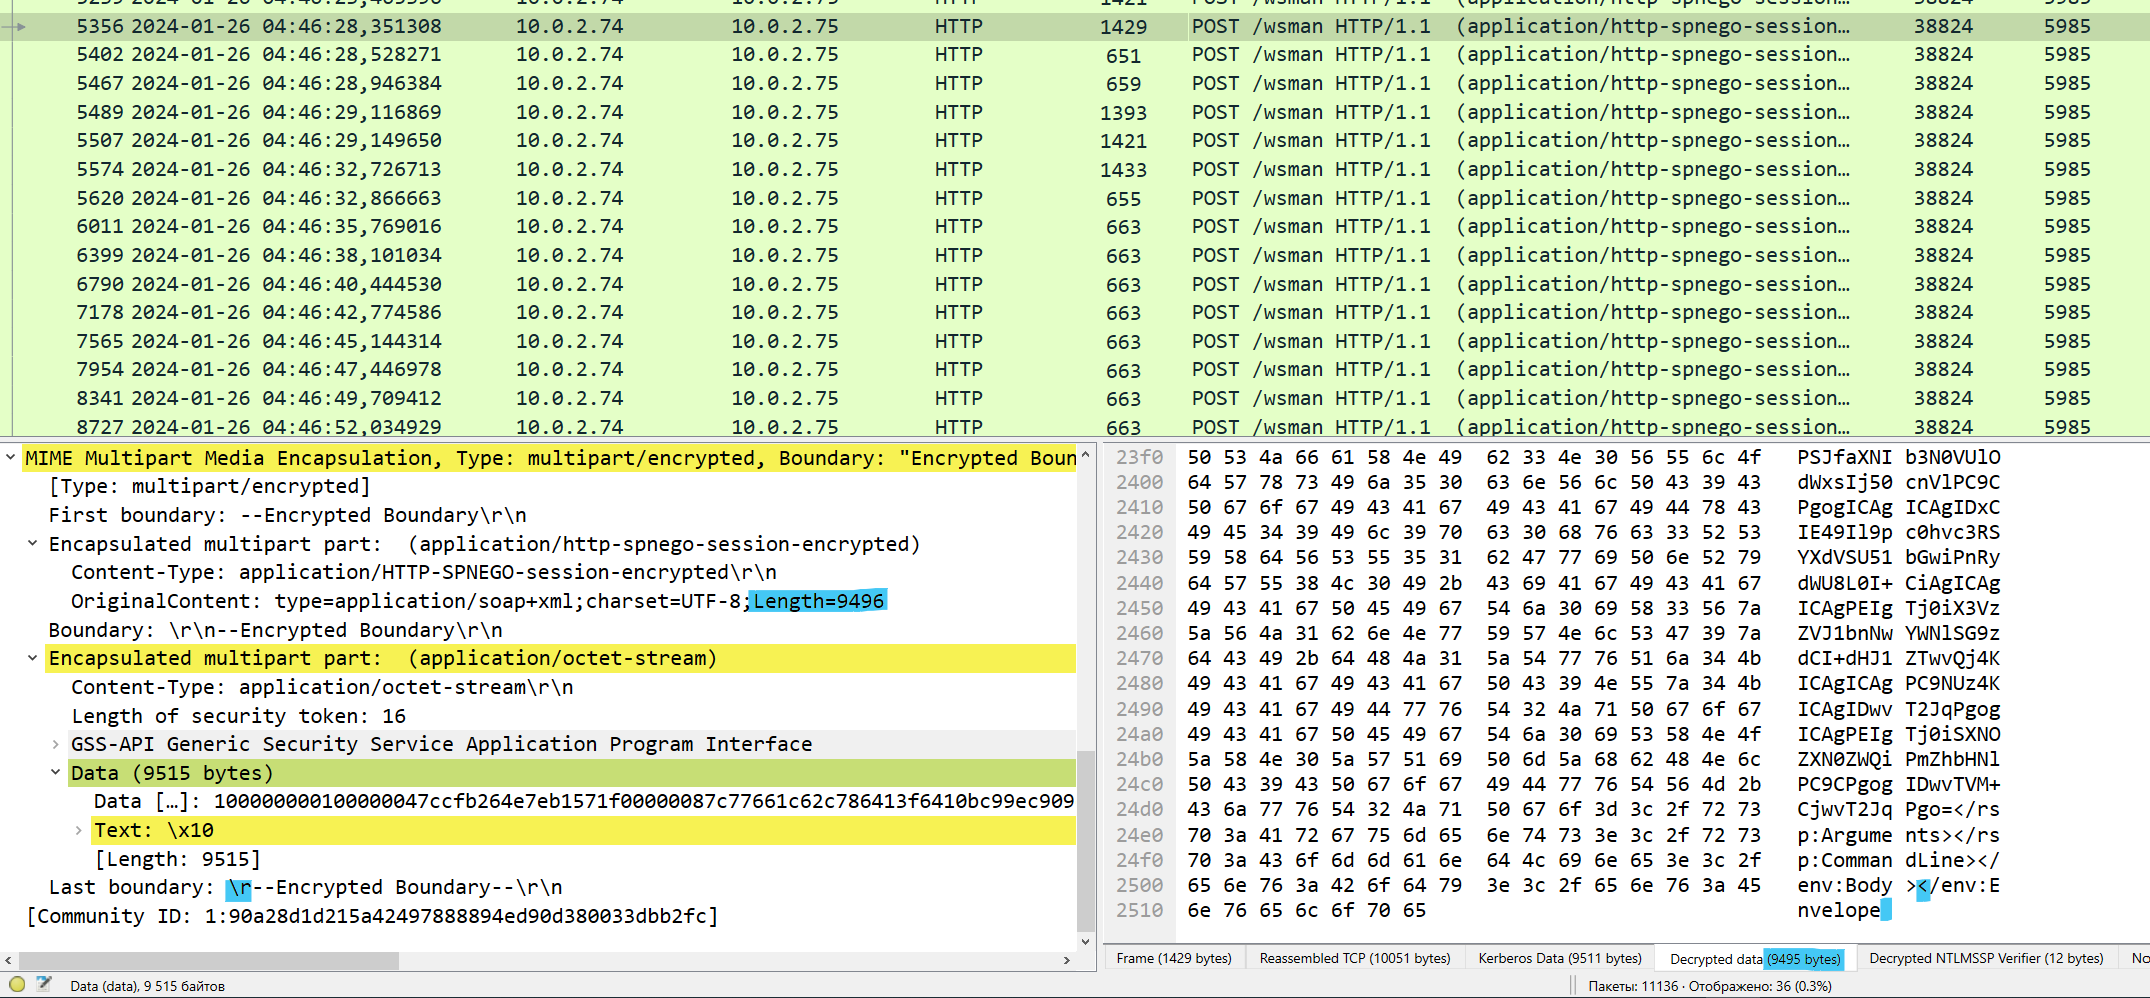 5356 2024-01-26 04:46:28,351308 10.0.2.74 10.0.2.75 HTTP 1429 POST /wsman HTTP/1.1 (application/http-spnego-session… 38824 5985
5402 2024-01-26 04:46:28,528271 10.0.2.74 10.0.2.75 HTTP 651 POST /wsman HTTP/1.1 (application/http-spnego-session… 38824 5985
5467 2024-01-26 04:46:28,946384 10.0.2.74 10.0.2.75 HTTP 659 POST /wsman HTTP/1.1 (application/http-spnego-session… 38824 5985
5489 2024-01-26 04:46:29,116869 10.0.2.74 10.0.2.75 HTTP 1393 POST /wsman HTTP/1.1 (application/http-spnego-session… 38824 5985
5507 2024-01-26 04:46:29,149650 10.0.2.74 10.0.2.75 HTTP 1421 POST /wsman HTTP/1.1 (application/http-spnego-session… 38824 5985
5574 2024-01-26 04:46:32,726713 10.0.2.74 10.0.2.75 HTTP 1433 POST /wsman HTTP/1.1 (application/http-spnego-session… 38824 5985
5620 2024-01-26 04:46:32,866663 10.0.2.74 10.0.2.75 HTTP 655 POST /wsman HTTP/1.1 (application/http-spnego-session… 38824 5985
6011 2024-01-26 04:46:35,769016 10.0.2.74 10.0.2.75 HTTP 663 POST /wsman HTTP/1.1 (application/http-spnego-session… 38824 5985
6399 2024-01-26 04:46:38,101034 10.0.2.74 10.0.2.75 HTTP 663 POST /wsman HTTP/1.1 (application/http-spnego-session… 38824 5985
6790 2024-01-26 04:46:40,444530 10.0.2.74 10.0.2.75 HTTP 663 POST /wsman HTTP/1.1 (application/http-spnego-session… 38824 5985
7178 2024-01-26 04:46:42,774586 10.0.2.74 10.0.2.75 HTTP 663 POST /wsman HTTP/1.1 (application/http-spnego-session… 38824 5985
7565 2024-01-26 04:46:45,144314 10.0.2.74 10.0.2.75 HTTP 663 POST /wsman HTTP/1.1 (application/http-spnego-session… 38824 5985
7954 2024-01-26 04:46:47,446978 10.0.2.74 10.0.2.75 HTTP 663 POST /wsman HTTP/1.1 (application/http-spnego-session… 38824 5985
8341 2024-01-26 04:46:49,709412 10.0.2.74 10.0.2.75 HTTP 663 POST /wsman HTTP/1.1 (application/http-spnego-session… 38824 5985
8727 2024-01-26 04:46:52,034929 10.0.2.74 10.0.2.75 HTTP 663 POST /wsman HTTP/1.1 (application/http-spnego-session… 38824 5985
MIME Multipart Media Encapsulation, Type: multipart/encrypted, Boundary: "Encrypted Boun
[Type: multipart/encrypted]
First boundary: --Encrypted Boundary\r\n
Encapsulated multipart part: (application/http-spnego-session-encrypted)
Content-Type: application/HTTP-SPNEGO-session-encrypted\r\n
OriginalContent: type=application/soap+xml;charset=UTF-8;Length=9496
Boundary: \r\n--Encrypted Boundary\r\n
Encapsulated multipart part: (application/octet-stream)
Content-Type: application/octet-stream\r\n
Length of security token: 16
GSS-API Generic Security Service Application Program Interface
Data (9515 bytes)
Data […]: 100000000100000047ccfb264e7eb1571f00000087c77661c62c786413f6410bc99ec909
Text: \x10
[Length: 9515]
Last boundary: \r--Encrypted Boundary--\r\n
[Community ID: 1:90a28d1d215a42497888894ed90d380033dbb2fc]
23f0 50 53 4a 66 61 58 4e 49 62 33 4e 30 56 55 6c 4f PSJfaXNI b3N0VUlO
2400 64 57 78 73 49 6a 35 30 63 6e 56 6c 50 43 39 43 dWxsIj50 cnVlPC9C
2410 50 67 6f 67 49 43 41 67 49 43 41 67 49 44 78 43 PgogICAg ICAgIDxC
2420 49 45 34 39 49 6c 39 70 63 30 68 76 63 33 52 53 IE49Il9p c0hvc3RS
2430 59 58 64 56 53 55 35 31 62 47 77 69 50 6e 52 79 YXdVSU51 bGwiPnRy
2440 64 57 55 38 4c 30 49 2b 43 69 41 67 49 43 41 67 dWU8L0I+ CiAgICAg
2450 49 43 41 67 50 45 49 67 54 6a 30 69 58 33 56 7a ICAgPEIg Tj0iX3Vz
2460 5a 56 4a 31 62 6e 4e 77 59 57 4e 6c 53 47 39 7a ZVJ1bnNw YWNlSG9z
2470 64 43 49 2b 64 48 4a 31 5a 54 77 76 51 6a 34 4b dCI+dHJ1 ZTwvQj4K
2480 49 43 41 67 49 43 41 67 50 43 39 4e 55 7a 34 4b ICAgICAg PC9NUz4K
2490 49 43 41 67 49 44 77 76 54 32 4a 71 50 67 6f 67 ICAgIDwv T2JqPgog
24a0 49 43 41 67 50 45 49 67 54 6a 30 69 53 58 4e 4f ICAgPEIg Tj0iSXNO
24b0 5a 58 4e 30 5a 57 51 69 50 6d 5a 68 62 48 4e 6c ZXN0ZWQi PmZhbHNl
24c0 50 43 39 43 50 67 6f 67 49 44 77 76 54 56 4d 2b PC9CPgog IDwvTVM+
24d0 43 6a 77 76 54 32 4a 71 50 67 6f 3d 3c 2f 72 73 CjwvT2Jq Pgo=</rs
24e0 70 3a 41 72 67 75 6d 65 6e 74 73 3e 3c 2f 72 73 p:Argume nts></rs
24f0 70 3a 43 6f 6d 6d 61 6e 64 4c 69 6e 65 3e 3c 2f p:Comman dLine></
2500 65 6e 76 3a 42 6f 64 79 3e 3c 2f 65 6e 76 3a 45 env:Body ></env:E
2510 6e 76 65 6c 6f 70 65 nvelope
Frame (1429 bytes) Reassembled TCP (10051 bytes) Kerberos Data (9511 bytes) Decrypted data (9495 bytes) Decrypted NTLMSSP Verifier (12 bytes) No
Data (data), 9 515 байтов Пакеты: 11136 · Отображено: 36 (0.3%)